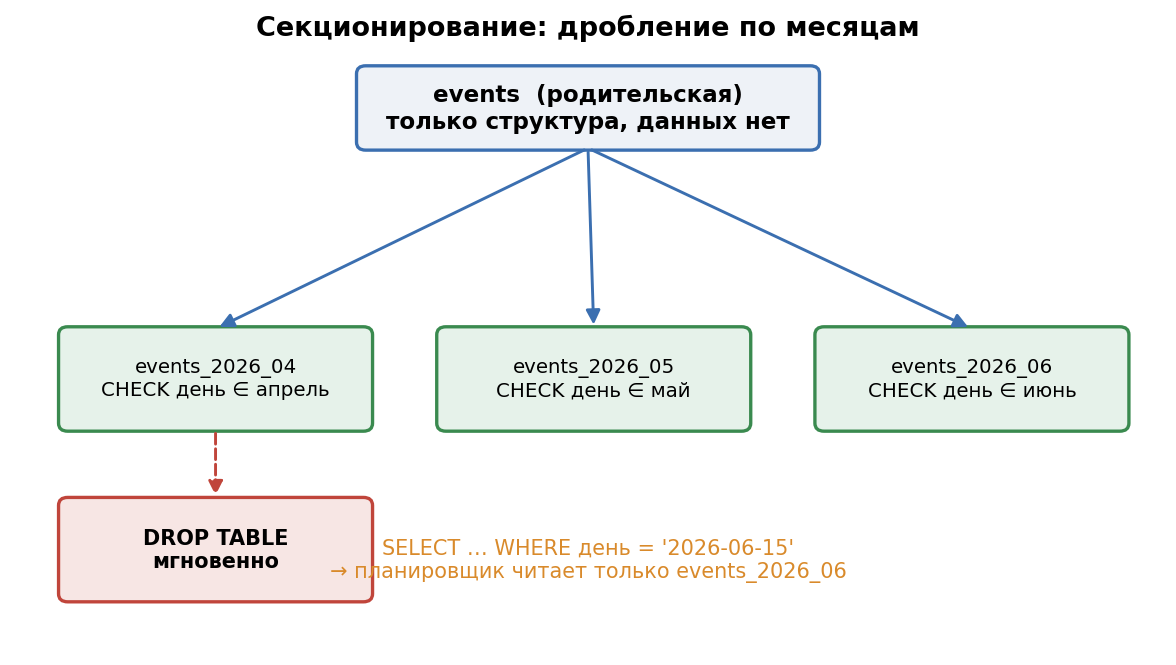 Секционирование: дробление по месяцам
events (родительская)
только структура, данных нет
events_2026_04
CHECK день ∈ апрель
events_2026_05
CHECK день ∈ май
events_2026_06
CHECK день ∈ июнь
DROP TABLE
мгновенно
SELECT ... WHERE день = '2026-06-15'
→ планировщик читает только events_2026_06